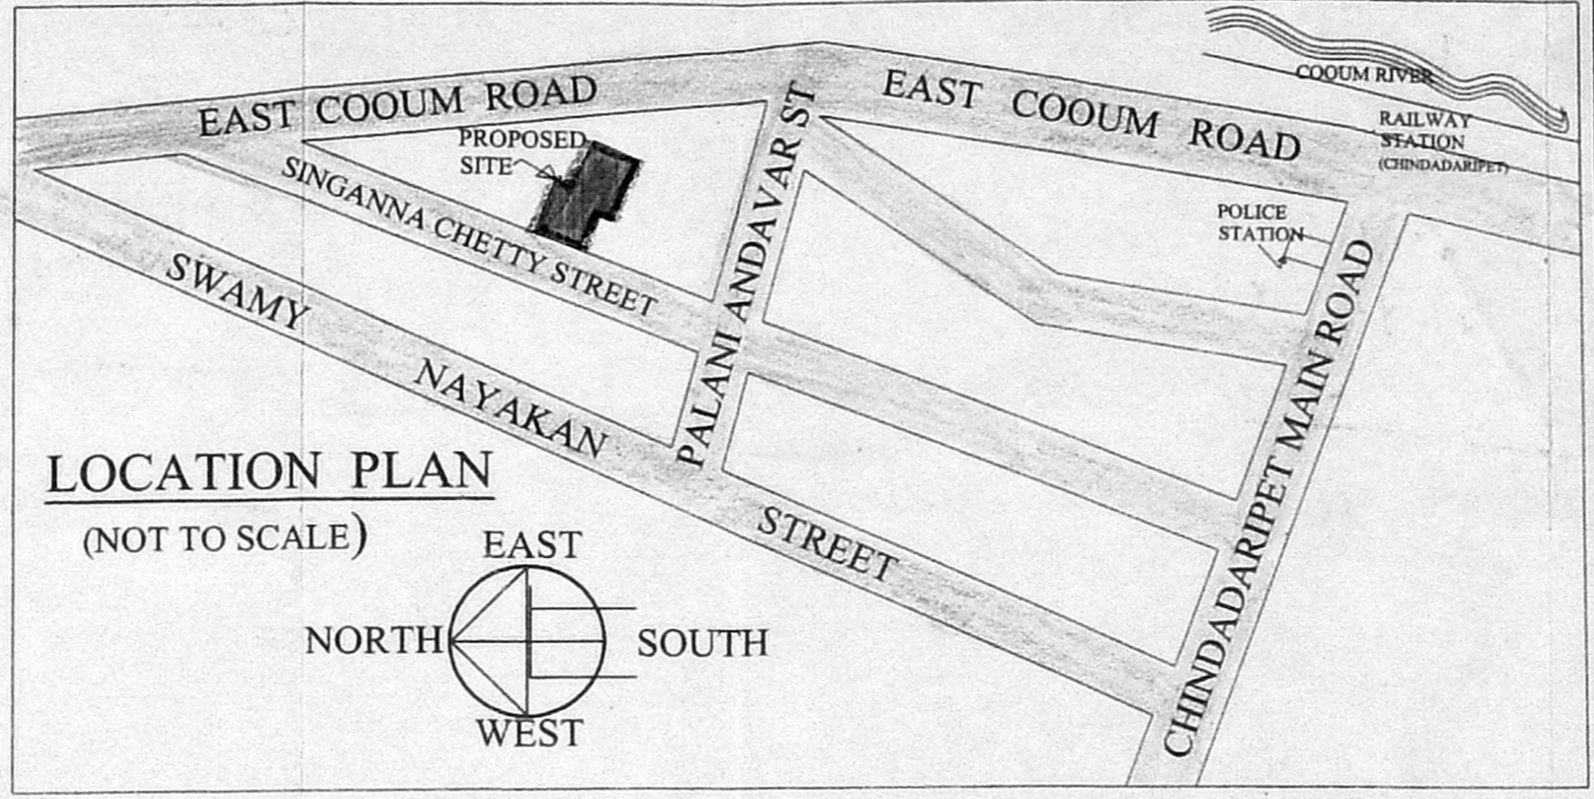 COOUM RIVER
EAST COOUM ROAD
EAST COOUM ROAD
RAILWAY
STATION
(CHINDADARIPET)
PROPOSED
SITE
SINGANNA CHETTY STREET
PALANI ANDAVAR ST
POLICE
STATION
CHINDADARIPET MAIN ROAD
SWAMY NAYAKAN STREET
LOCATION PLAN
(NOT TO SCALE)
EAST
NORTH
SOUTH
WEST